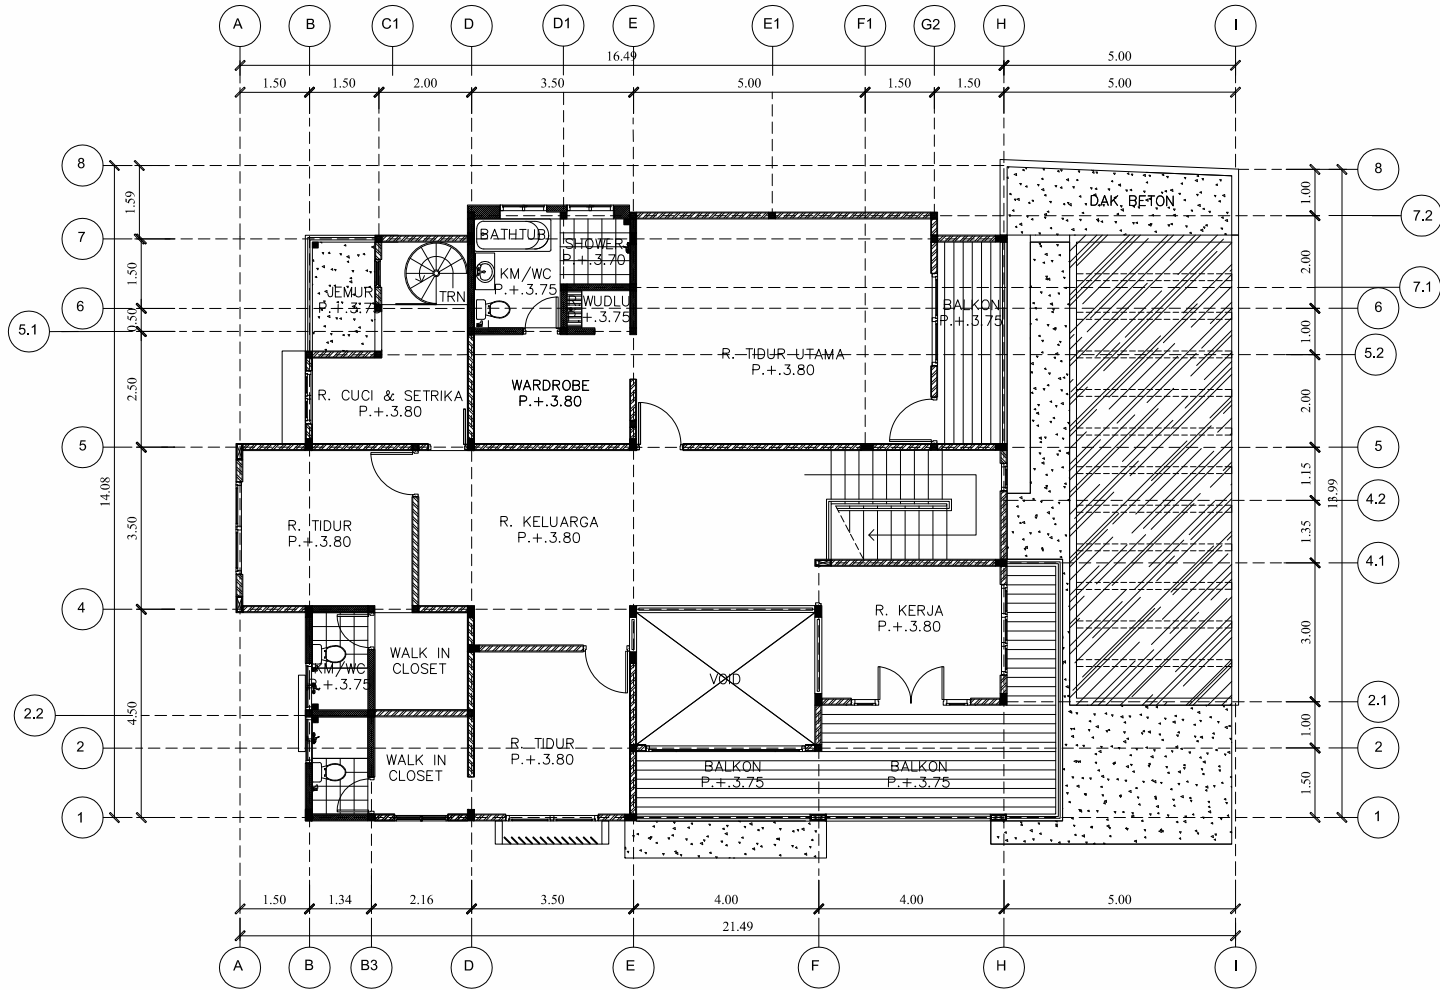 A B C1 D D1 E E1 F1 G2 H I
16.49 5.00
1.50 1.50 2.00 3.50 5.00 1.50 1.50 5.00
8 8
7 7.2
6 7.1
5.1 6
5.2
5 5
4.2
4.1
4 4
2.2 2.1
2 2
1 1
14.08
1.59
1.50
0.50
2.50
3.50
4.50
1.00
2.00
1.00
2.00
1.15
1.35
3.00
1.00
1.50
13.99
DAK BETON
BATHTUB
SHOWER
P.+.3.70
KM/WC
P.+.3.75
R.WUDLU
P.+.3.75
JEMUR
TRN
BALKON
P.+.3.75
R. TIDUR UTAMA
P.+.3.80
WARDROBE
P.+.3.80
R. CUCI & SETRIKA
P.+.3.80
R. TIDUR
P.+.3.80
R. KELUARGA
P.+.3.80
R. KERJA
P.+.3.80
KM/WC
P.+.3.75
WALK IN
CLOSET
VOID
WALK IN
CLOSET
R. TIDUR
P.+.3.80
BALKON
P.+.3.75
BALKON
P.+.3.75
1.50 1.34 2.16 3.50 4.00 4.00 5.00
21.49
A B B3 D E F H I